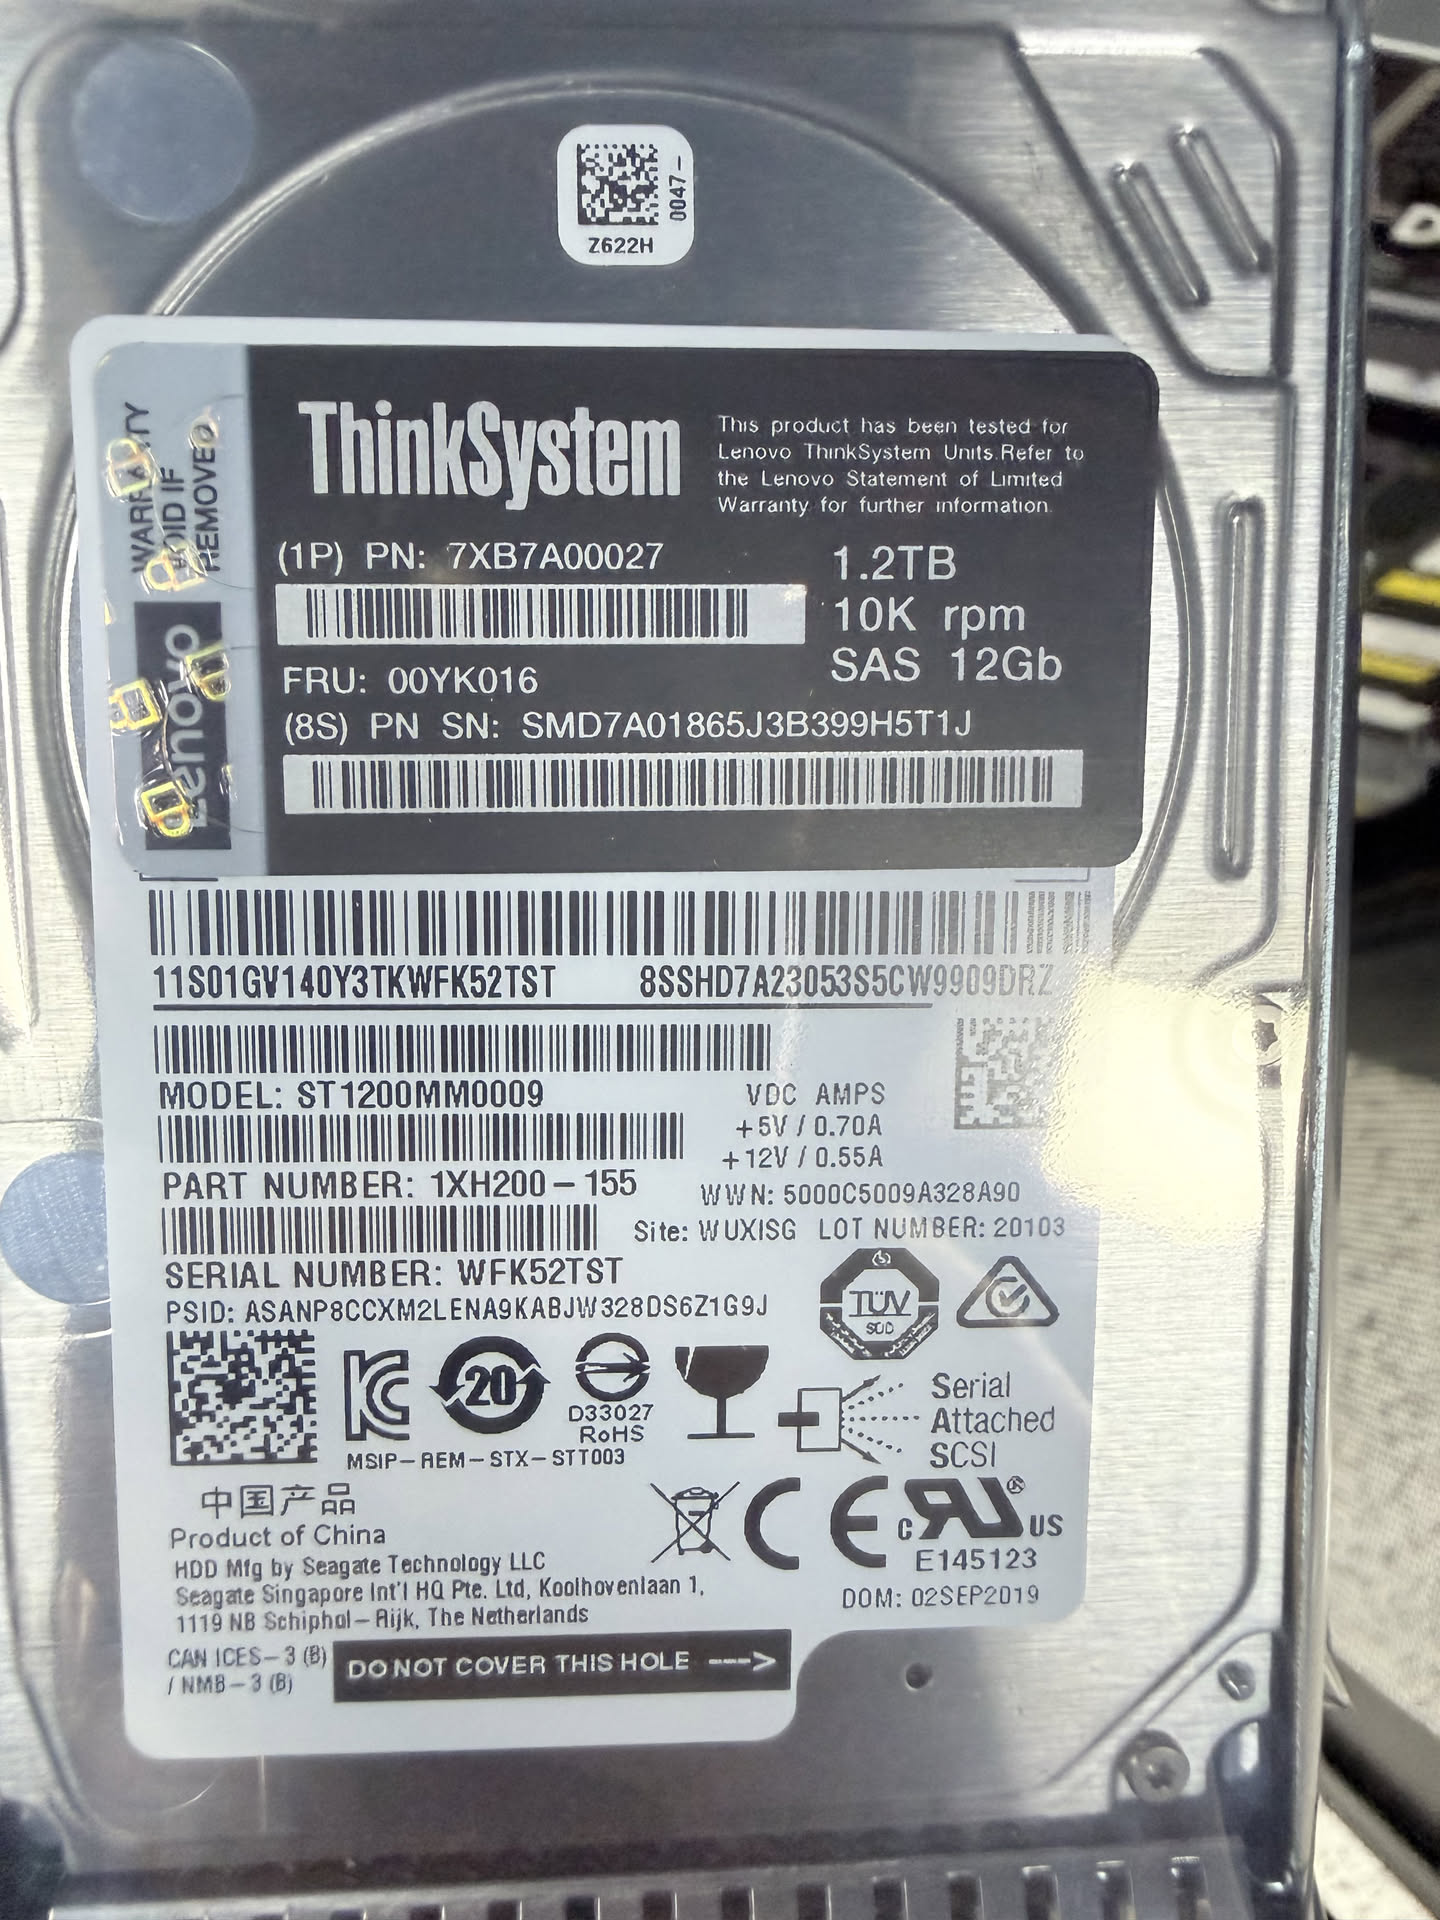 0047-
Z622H
WARRANTY
VOID IF
REMOVED
Lenovo
ThinkSystem
This product has been tested for
Lenovo ThinkSystem Units.Refer to
the Lenovo Statement of Limited
Warranty for further information.
(1P) PN: 7XB7A00027
1.2TB
10K rpm
SAS 12Gb
FRU: 00YK016
(8S) PN SN: SMD7A01865J3B399H5T1J
11S01GV140Y3TKWFK52TST 8SSHD7A23053S5CW9909DRZ
MODEL: ST1200MM0009
VDC AMPS
+5V / 0.70A
+12V / 0.55A
PART NUMBER: 1XH200-155
WWN: 5000C5009A328A90
Site: WUXISG LOT NUMBER: 20103
SERIAL NUMBER: WFK52TST
PSID: ASANP8CCXM2LENA9KABJW328DS6Z1G9J
TÜV
SÜD
20
D33027
RoHS
MSIP-REM-STX-STT003
Serial
Attached
SCSI
中国产品
Product of China
HDD Mfg by Seagate Technology LLC
Seagate Singapore Int'l HQ Pte. Ltd, Koolhovenlaan 1,
1119 NB Schiphol-Rijk, The Netherlands
CE
c RU ® US
E145123
DOM: 02SEP2019
CAN ICES-3 (B)
/ NMB-3 (B)
DO NOT COVER THIS HOLE --->